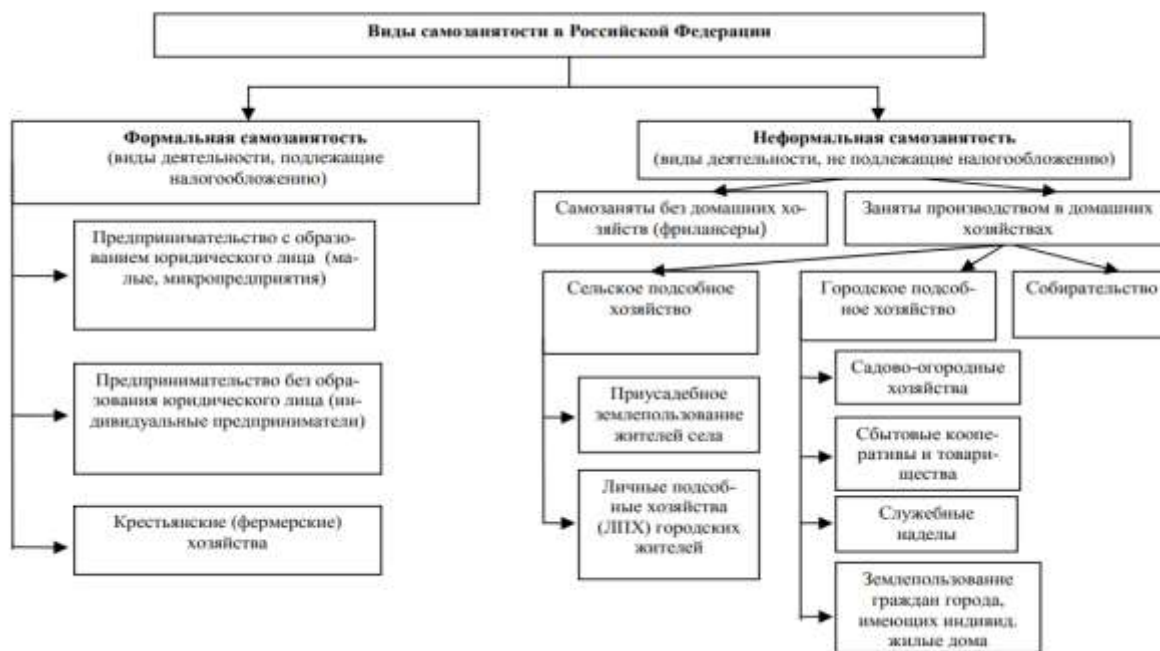 Виды самозанятости в Российской Федерации
Формальная самозанятость
(виды деятельности, подлежащие
налогообложению)
Предпринимательство с образо-
ванием юридического лица (ма-
лые, микропредприятия)
Предпринимательство без обра-
зования юридического лица (ин-
дивидуальные предприниматели)
Крестьянские (фермерские)
хозяйства
Неформальная самозанятость
(виды деятельности, не подлежащие налогообложению)
Самозаняты без домашних хо-
зяйств (фрилансеры)
Заняты производством в домашних
хозяйствах
Сельское подсобное
хозяйство
Приусадебное
землепользование
жителей села
Личные подсоб-
ные хозяйства
(ЛПХ) городских
жителей
Городское подсоб-
ное хозяйство
Садово-огородные
хозяйства
Сбытовые коопе-
ративы и товари-
щества
Служебные
наделы
Землепользование
граждан города,
имеющих индивид.
жилые дома
Собирательство